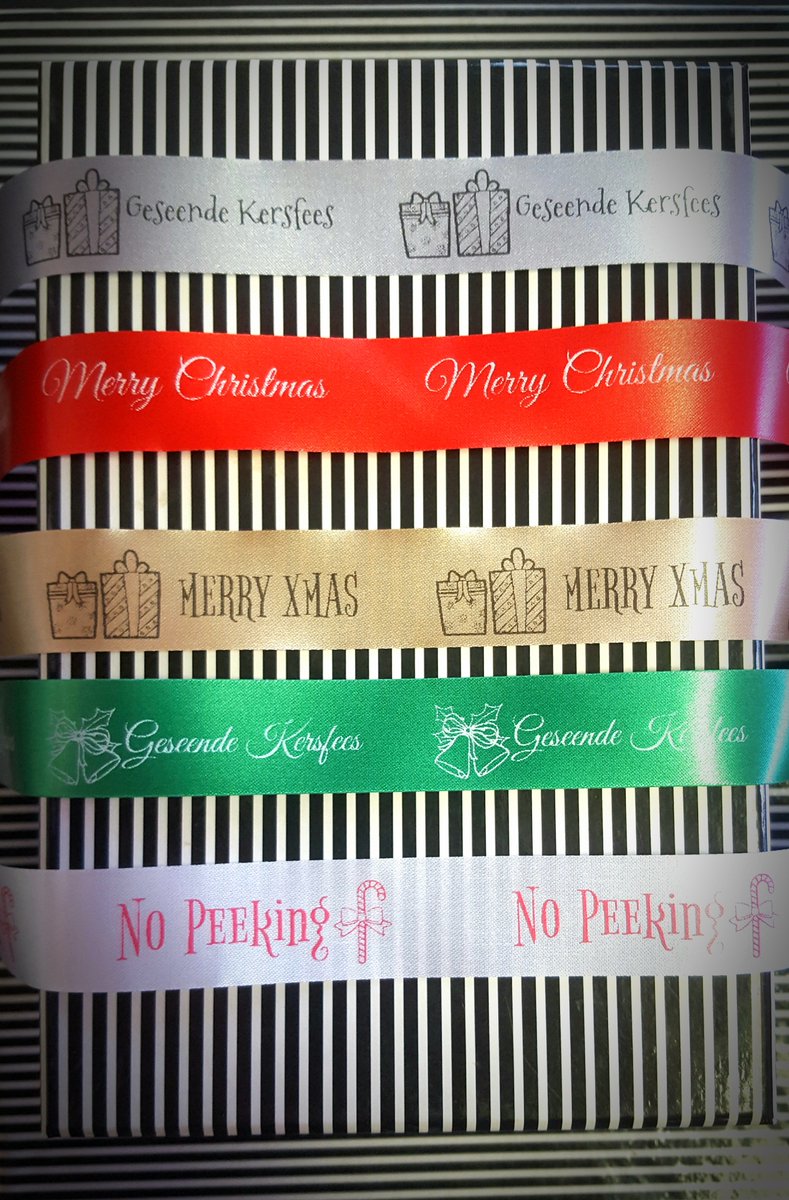 Geseende Kersfees Geseende Kersfees
Merry Christmas Merry Christmas
MERRY XMAS MERRY XMAS
Geseende Kersfees Geseende Kersfees
No Peeking No Peeking